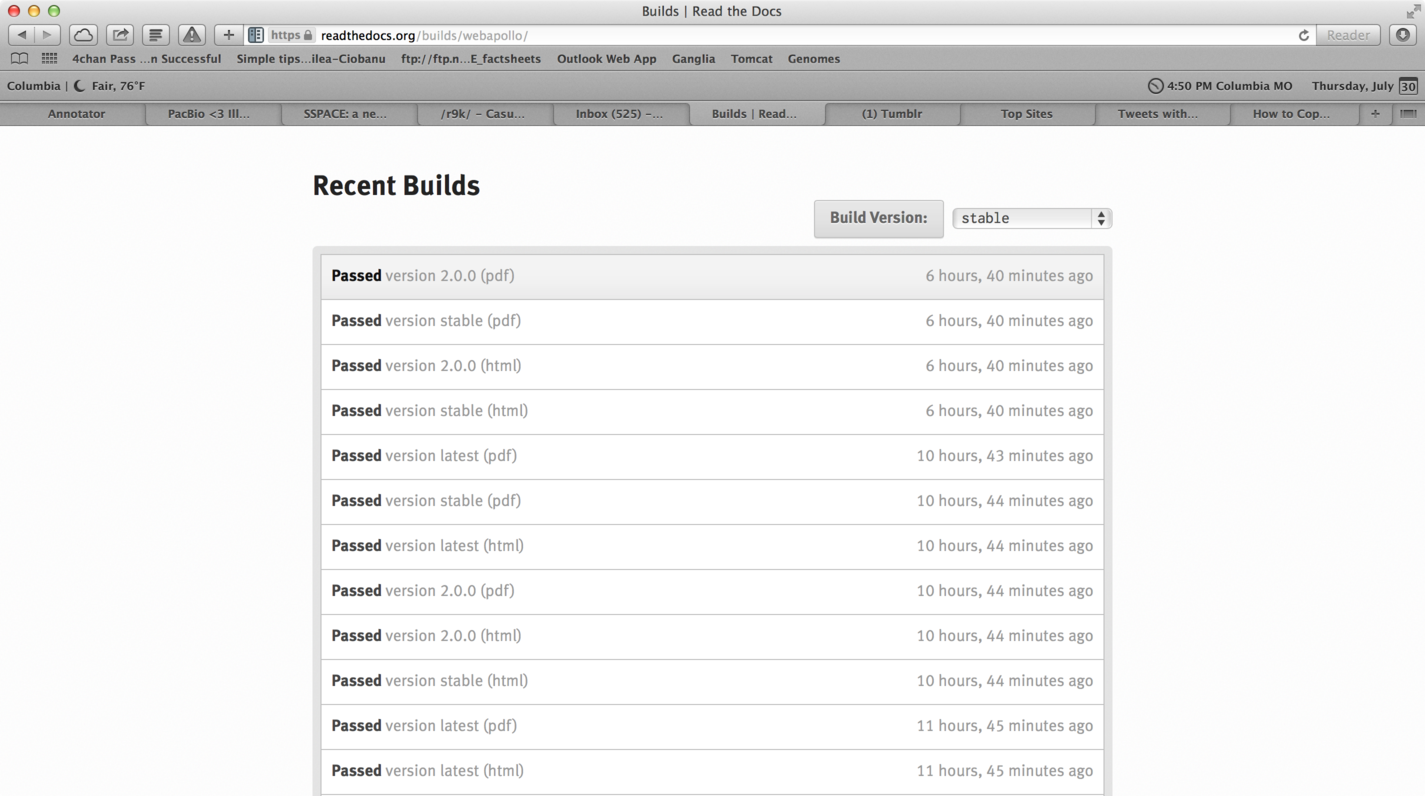 Builds | Read the Docs
https readthedocs.org/builds/webapollo/ Reader
4chan Pass ...n Successful Simple tips...ilea-Ciobanu ftp://ftp.n...E_factsheets Outlook Web App Ganglia Tomcat Genomes
Columbia | Fair, 76°F 4:50 PM Columbia MO Thursday, July 30
Annotator PacBio <3 Ill... SSPACE: a ne... /r9k/ - Casu... Inbox (525) -... Builds | Read... (1) Tumblr Top Sites Tweets with... How to Cop...
Recent Builds
Build Version: stable
Passed version 2.0.0 (pdf) 6 hours, 40 minutes ago
Passed version stable (pdf) 6 hours, 40 minutes ago
Passed version 2.0.0 (html) 6 hours, 40 minutes ago
Passed version stable (html) 6 hours, 40 minutes ago
Passed version latest (pdf) 10 hours, 43 minutes ago
Passed version stable (pdf) 10 hours, 44 minutes ago
Passed version latest (html) 10 hours, 44 minutes ago
Passed version 2.0.0 (pdf) 10 hours, 44 minutes ago
Passed version 2.0.0 (html) 10 hours, 44 minutes ago
Passed version stable (html) 10 hours, 44 minutes ago
Passed version latest (pdf) 11 hours, 45 minutes ago
Passed version latest (html) 11 hours, 45 minutes ago